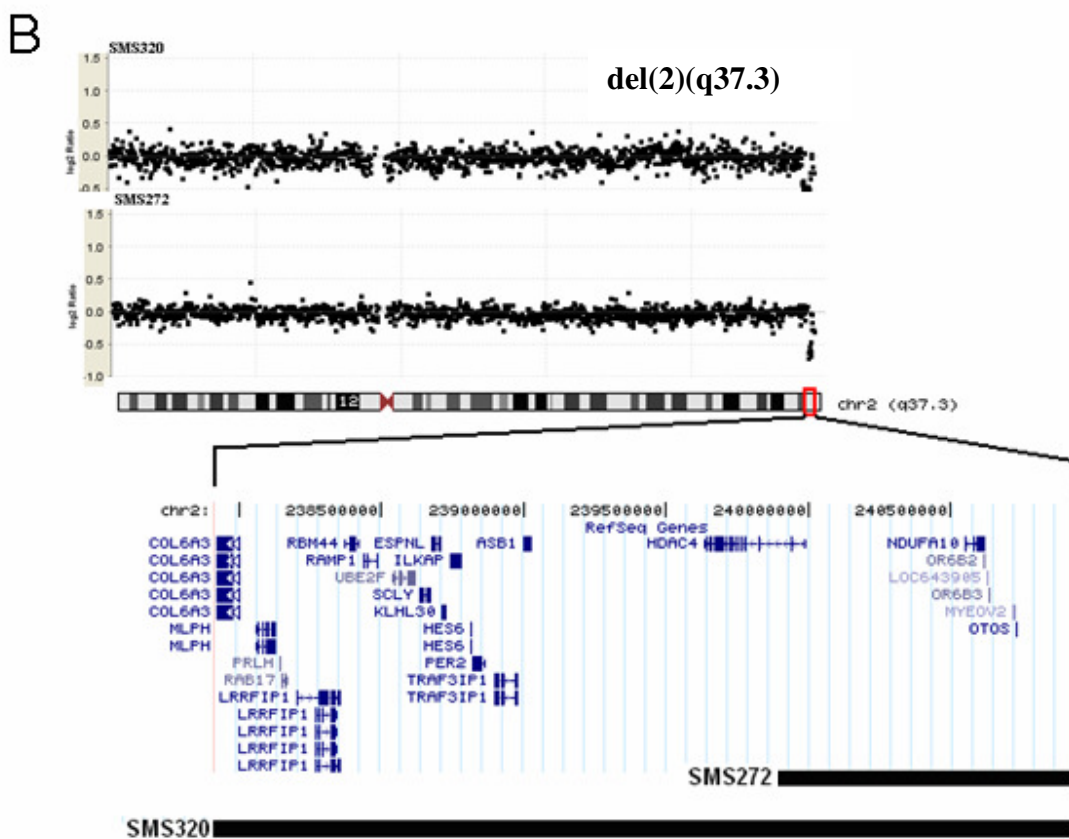 B
SMS320
del(2)(q37.3)
1.5
1.0
0.5
0.0
-0.5
log2 Ratio
SMS272
1.5
1.0
0.5
0.0
-0.5
-1.0
log2 Ratio
12
chr2 (q37.3)
chr2: 238500000 239000000 239500000 240000000 240500000
RefSeq Genes
COL6A3 RBM44 ESPNL ASB1 HDAC4 NDUFA10
COL6A3 RAMP1 ILKAP OR6B2
COL6A3 UBE2F LOC643905
COL6A3 SCLY OR6B3
COL6A3 KLHL30 MYEOV2
MLPH HES6 OTOS
MLPH HES6
PRLH PER2
RAB17 TRAF3IP1
LRRFIP1 TRAF3IP1
LRRFIP1
LRRFIP1
LRRFIP1
LRRFIP1
SMS272
SMS320